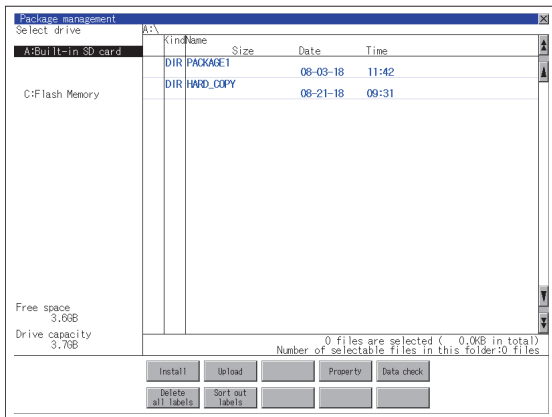 Package management
Select drive
A:\
Kind Name
Size Date Time
A:Built-in SD card
DIR PACKAGE1
08-03-18 11:42
DIR HARD_COPY
08-21-18 09:31
C:Flash Memory
Free space
3.6GB
Drive capacity
3.7GB
0 files are selected ( 0.0KB in total)
Number of selectable files in this folder:0 files
Install Upload Property Data check
Delete all labels
Sort out labels